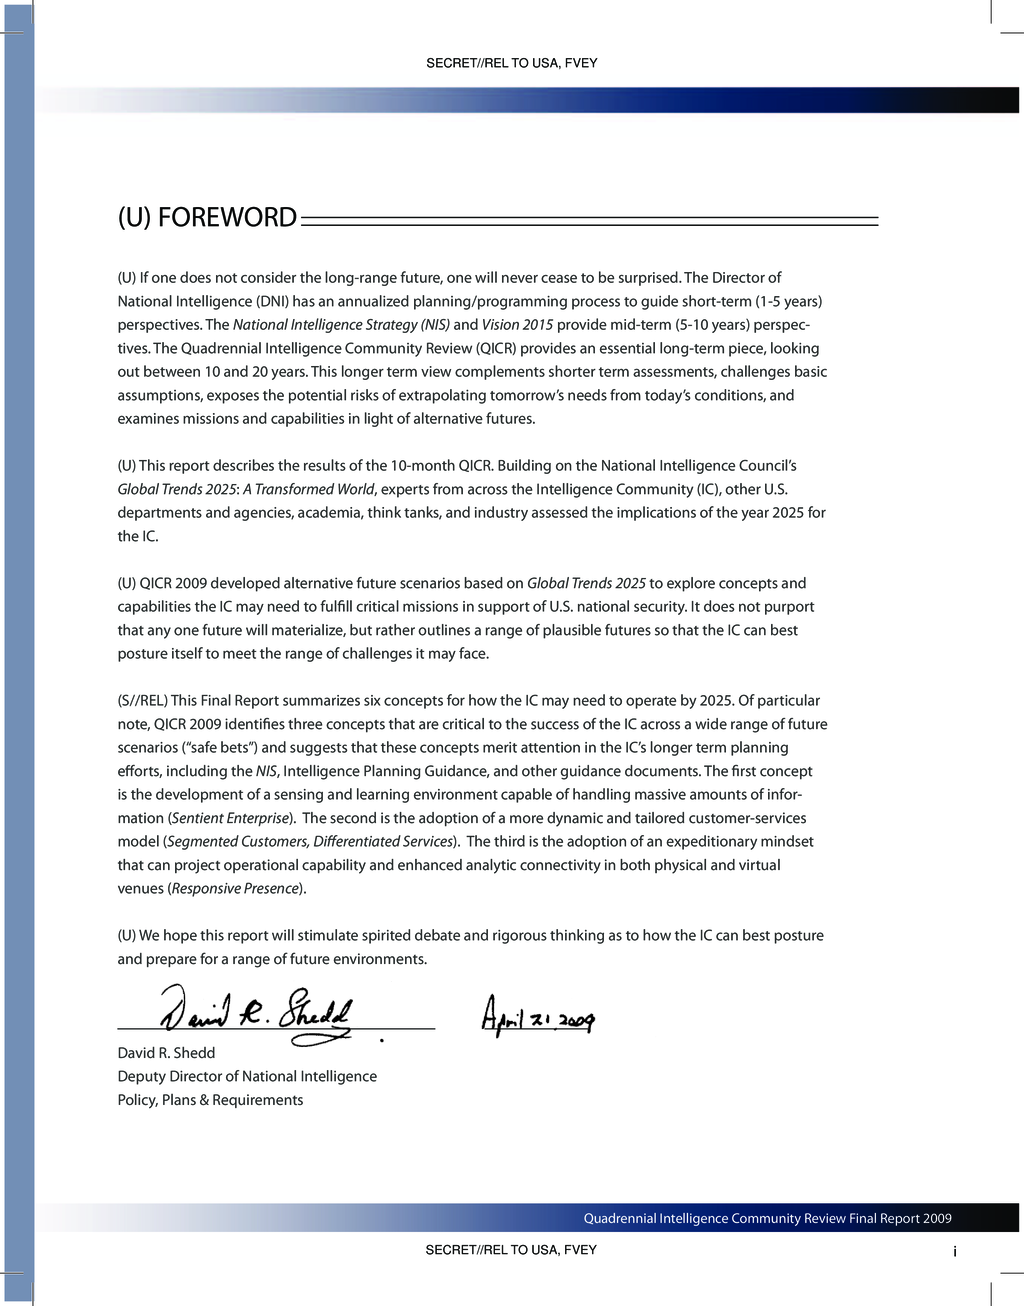 SECRET//REL TO USA, FVEY
(U) FOREWORD
(U) If one does not consider the long-range future, one will never cease to be surprised. The Director of
National Intelligence (DNI) has an annualized planning/programming process to guide short-term (1-5 years)
perspectives. The National Intelligence Strategy (NIS) and Vision 2015 provide mid-term (5-10 years) perspec-
tives. The Quadrennial Intelligence Community Review (QICR) provides an essential long-term piece, looking
out between 10 and 20 years. This longer term view complements shorter term assessments, challenges basic
assumptions, exposes the potential risks of extrapolating tomorrow's needs from today's conditions, and
examines missions and capabilities in light of alternative futures.
(U) This report describes the results of the 10-month QICR. Building on the National Intelligence Council's
Global Trends 2025: A Transformed World, experts from across the Intelligence Community (IC), other U.S.
departments and agencies, academia, think tanks, and industry assessed the implications of the year 2025 for
the IC.
(U) QICR 2009 developed alternative future scenarios based on Global Trends 2025 to explore concepts and
capabilities the IC may need to fulfill critical missions in support of U.S. national security. It does not purport
that any one future will materialize, but rather outlines a range of plausible futures so that the IC can best
posture itself to meet the range of challenges it may face.
(S//REL) This Final Report summarizes six concepts for how the IC may need to operate by 2025. Of particular
note, QICR 2009 identifies three concepts that are critical to the success of the IC across a wide range of future
scenarios ("safe bets") and suggests that these concepts merit attention in the IC's longer term planning
efforts, including the NIS, Intelligence Planning Guidance, and other guidance documents. The first concept
is the development of a sensing and learning environment capable of handling massive amounts of infor-
mation (Sentient Enterprise). The second is the adoption of a more dynamic and tailored customer-services
model (Segmented Customers, Differentiated Services). The third is the adoption of an expeditionary mindset
that can project operational capability and enhanced analytic connectivity in both physical and virtual
venues (Responsive Presence).
(U) We hope this report will stimulate spirited debate and rigorous thinking as to how the IC can best posture
and prepare for a range of future environments.
David R. Shedd April 21, 2009
David R. Shedd
Deputy Director of National Intelligence
Policy, Plans & Requirements
Quadrennial Intelligence Community Review Final Report 2009
SECRET//REL TO USA, FVEY
i